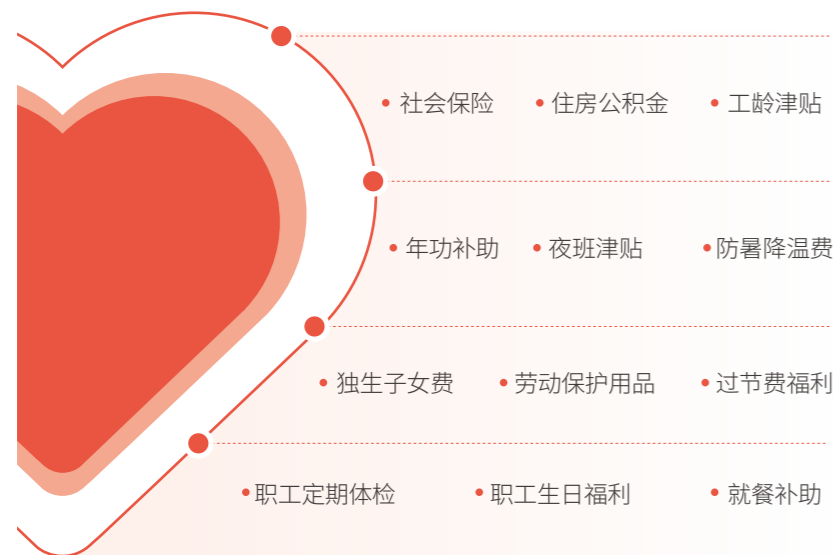 • 社会保险 • 住房公积金 • 工龄津贴
• 年功补助 • 夜班津贴 • 防暑降温费
• 独生子女费 • 劳动保护用品 • 过节费福利
• 职工定期体检 • 职工生日福利 • 就餐补助